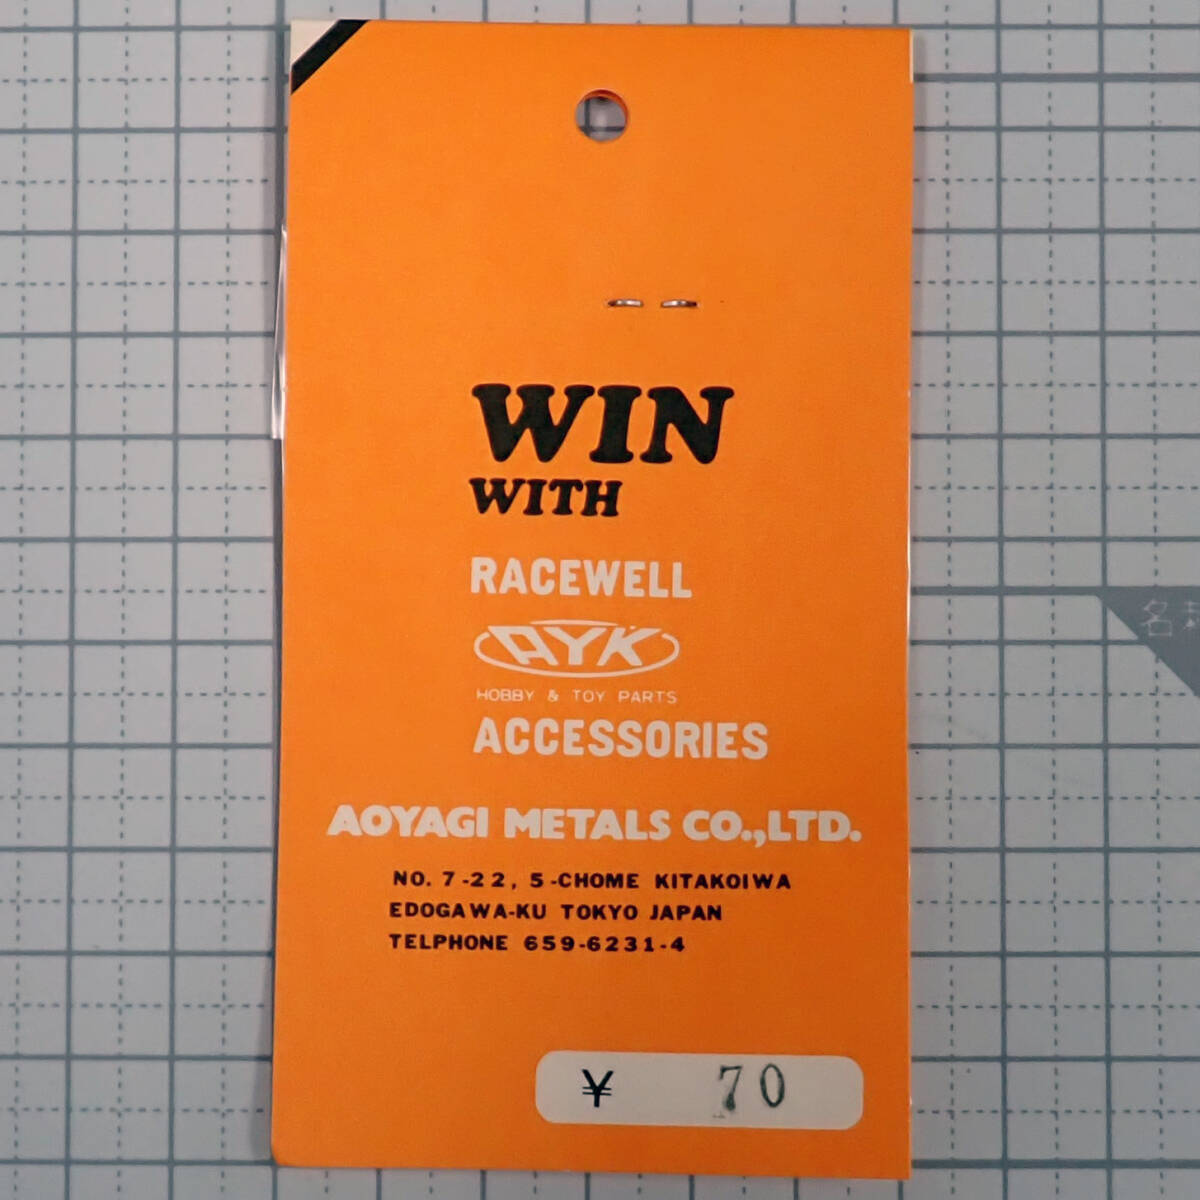 WIN
WITH
RACEWELL
AYK
HOBBY & TOY PARTS
ACCESSORIES
AOYAGI METALS CO.,LTD.
NO. 7-22, 5-CHOME KITAKOIWA
EDOGAWA-KU TOKYO JAPAN
TELPHONE 659-6231-4
¥ 70
名